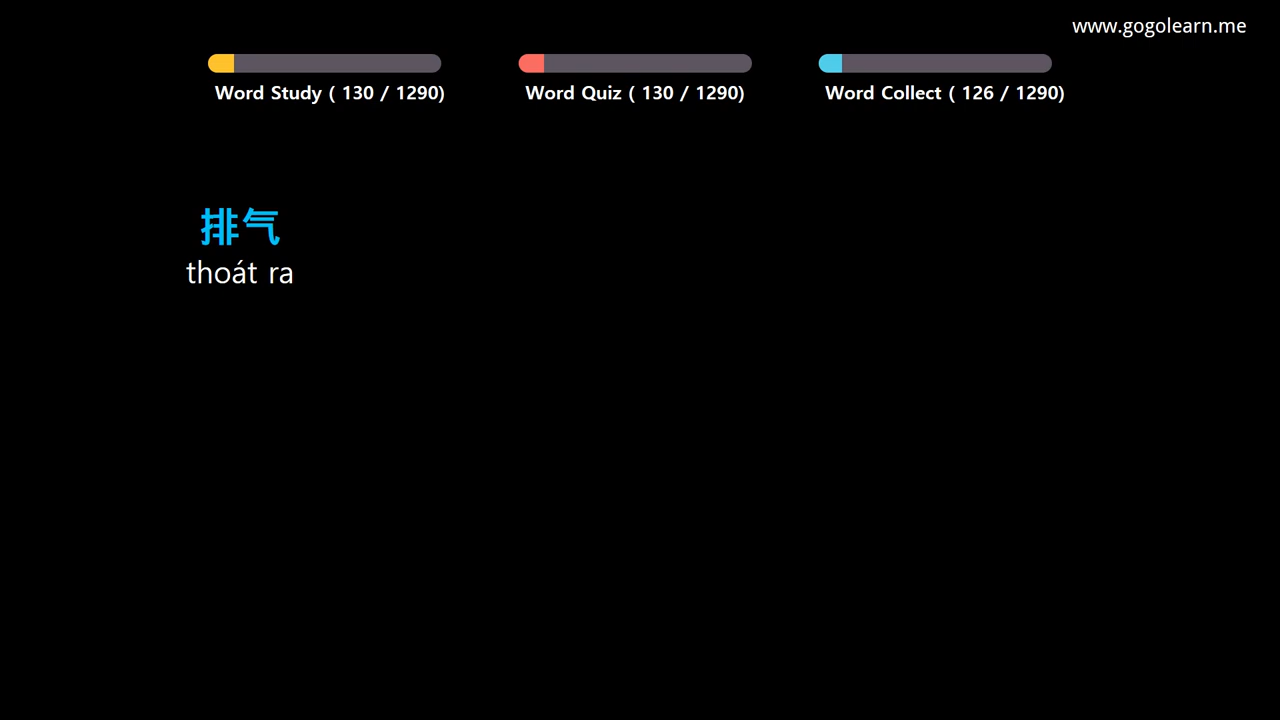 www.gogolearn.me
Word Study ( 130 / 1290)
Word Quiz ( 130 / 1290)
Word Collect ( 126 / 1290)
排气
thoát ra